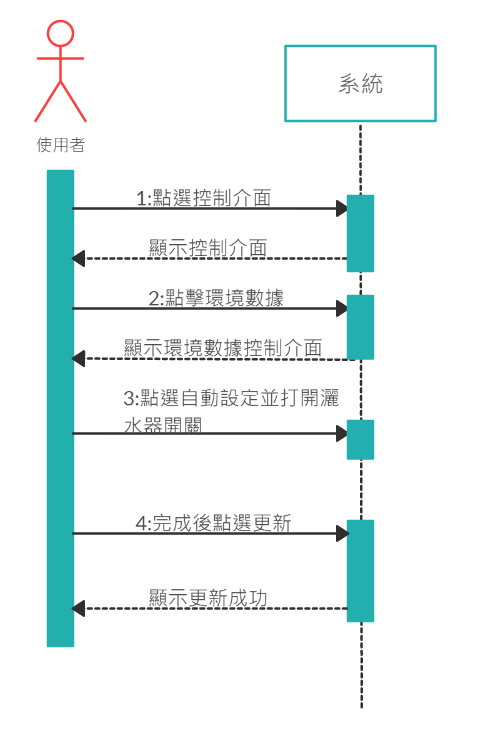 系統
使用者
1:點選控制介面
顯示控制介面
2:點擊環境數據
顯示環境數據控制介面
3:點選自動設定並打開灑
水器開關
4:完成後點選更新
顯示更新成功